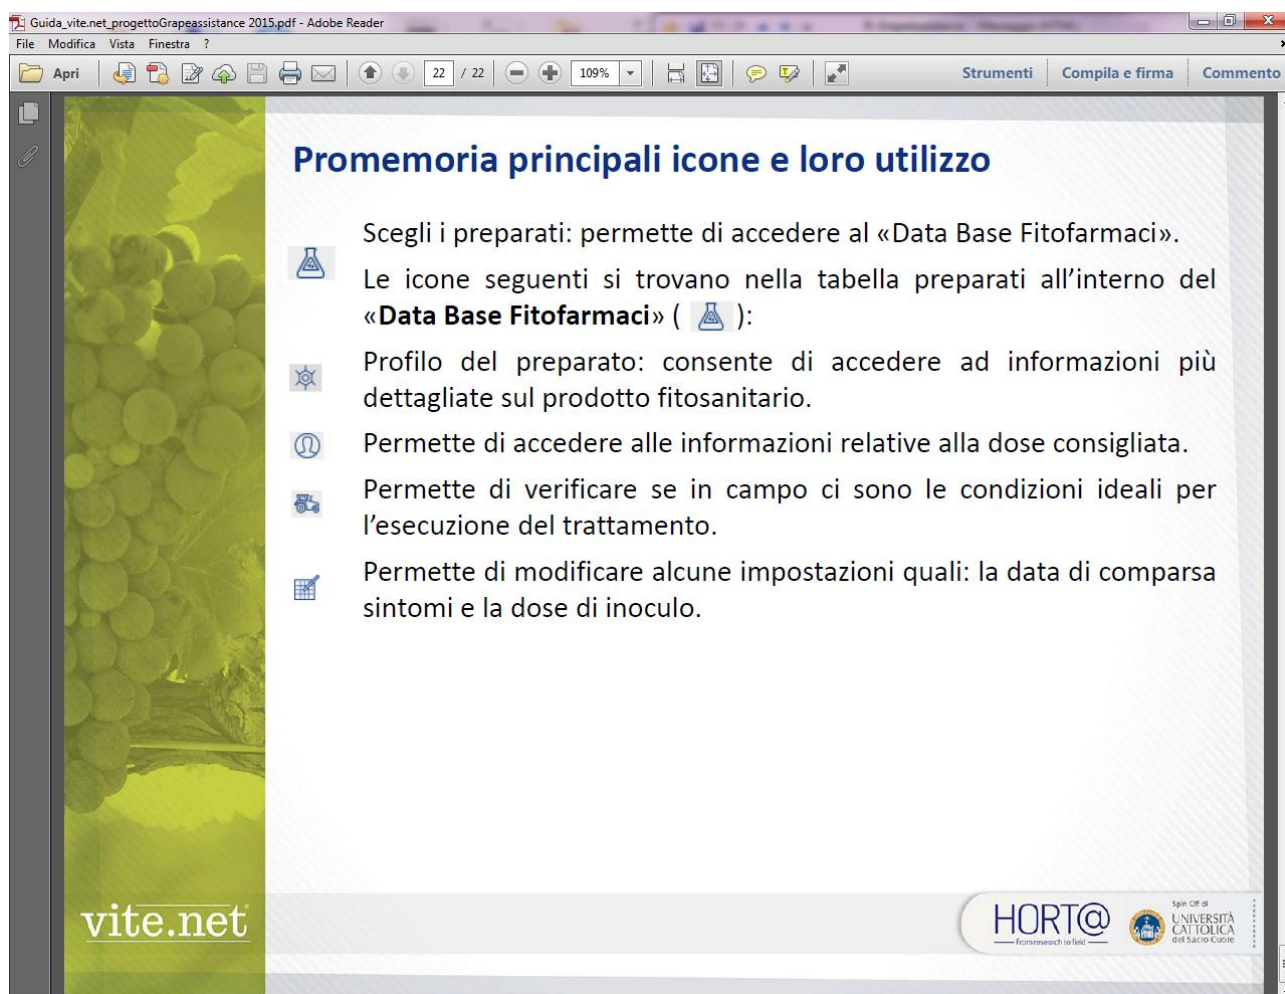 Guida_vite.net_progettoGrapeassistance 2015.pdf - Adobe Reader
File Modifica Vista Finestra ?
Apri 22 / 22 109% Strumenti Compila e firma Commento
Promemoria principali icone e loro utilizzo
Scegli i preparati: permette di accedere al «Data Base Fitofarmaci».
Le icone seguenti si trovano nella tabella preparati all'interno del
«Data Base Fitofarmaci» ( ):
Profilo del preparato: consente di accedere ad informazioni più
dettagliate sul prodotto fitosanitario.
Permette di accedere alle informazioni relative alla dose consigliata.
Permette di verificare se in campo ci sono le condizioni ideali per
l'esecuzione del trattamento.
Permette di modificare alcune impostazioni quali: la data di comparsa
sintomi e la dose di inoculo.
vite.net
HORT@
From research to field
Spin Off di
UNIVERSITÀ
CATTOLICA
del Sacro Cuore